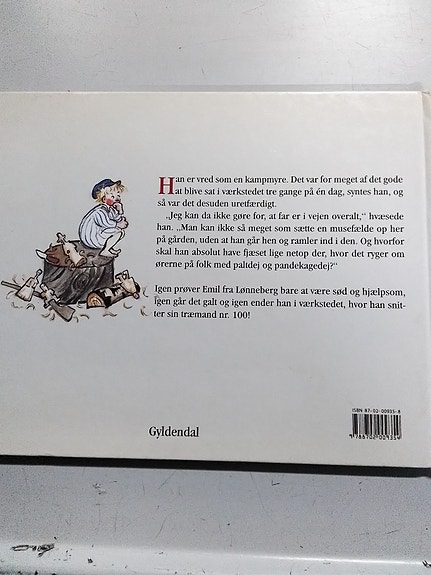 Han er vred som en kampmyre. Det var for meget af det gode
at blive sat i værkstedet tre gange på én dag, syntes han, og
så var det desuden uretfærdigt.
„Jeg kan da ikke gøre for, at far er i vejen overalt,“ hvæsede
han. „Man kan ikke så meget som sætte en musefælde op her
på gården, uden at han går hen og ramler ind i den. Og hvorfor
skal han absolut have fjæset lige netop der, hvor det ryger om
ørerne på folk med paltdej og pandekagedej?“
Igen prøver Emil fra Lønneberg bare at være sød og hjælpsom,
igen går det galt og igen ender han i værkstedet, hvor han snit-
ter sin træmand nr. 100!
ISBN 87-02-00935-8
9 788702 009354
Gyldendal